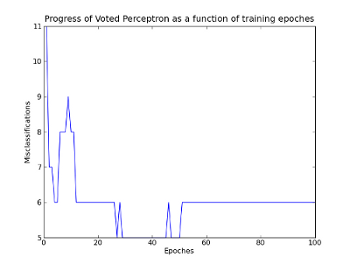 Progress of Voted Perceptron as a function of training epoches
11
10
9
8
7
6
5
Misclassifications
0 20 40 60 80 100
Epoches